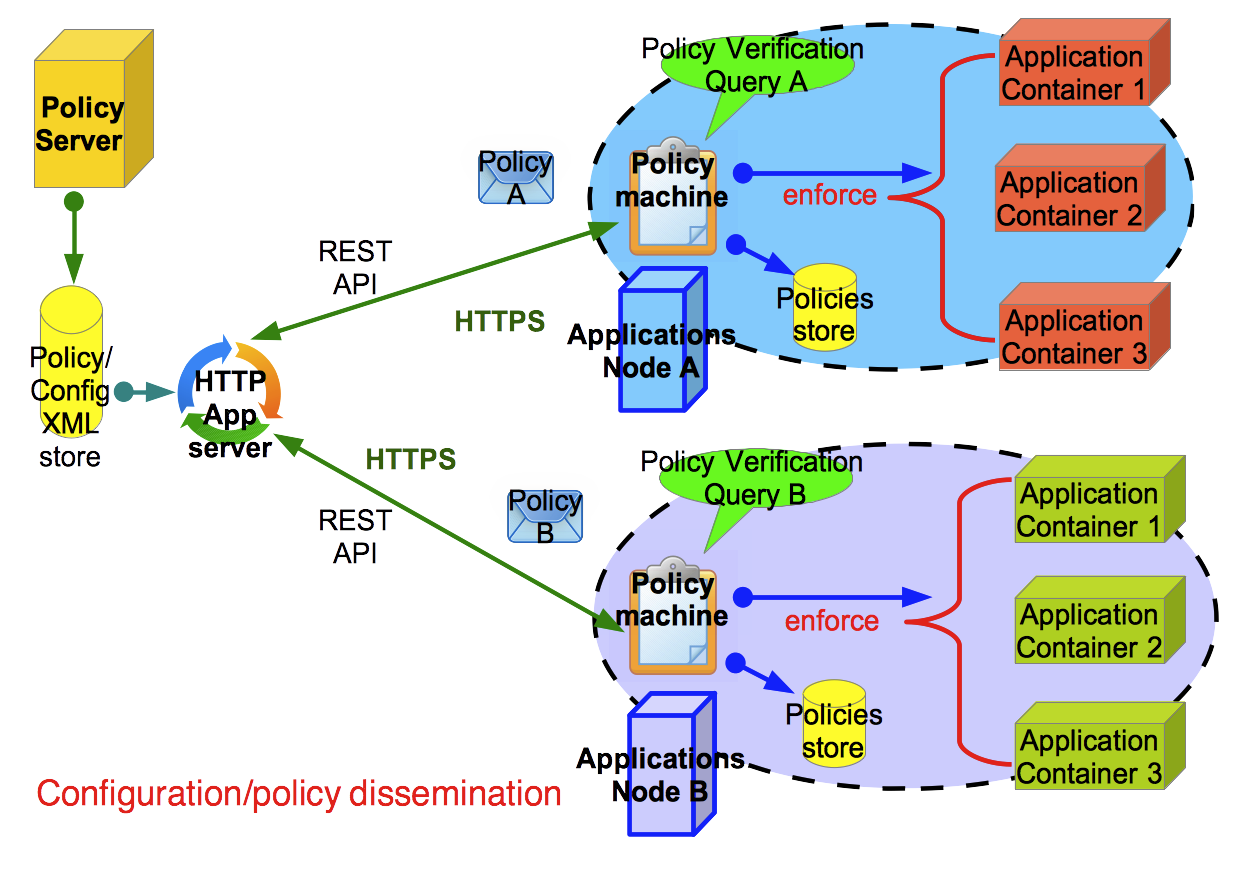 Policy
Server
Policy/
Config
XML
store
HTTP
App
server
REST
API
HTTPS
Policy
A
Policy Verification
Query A
Policy
machine
enforce
Policies
store
Applications
Node A
Application
Container 1
Application
Container 2
Application
Container 3
HTTPS
REST
API
Policy
B
Policy Verification
Query B
Policy
machine
enforce
Policies
store
Applications
Node B
Application
Container 1
Application
Container 2
Application
Container 3
Configuration/policy dissemination